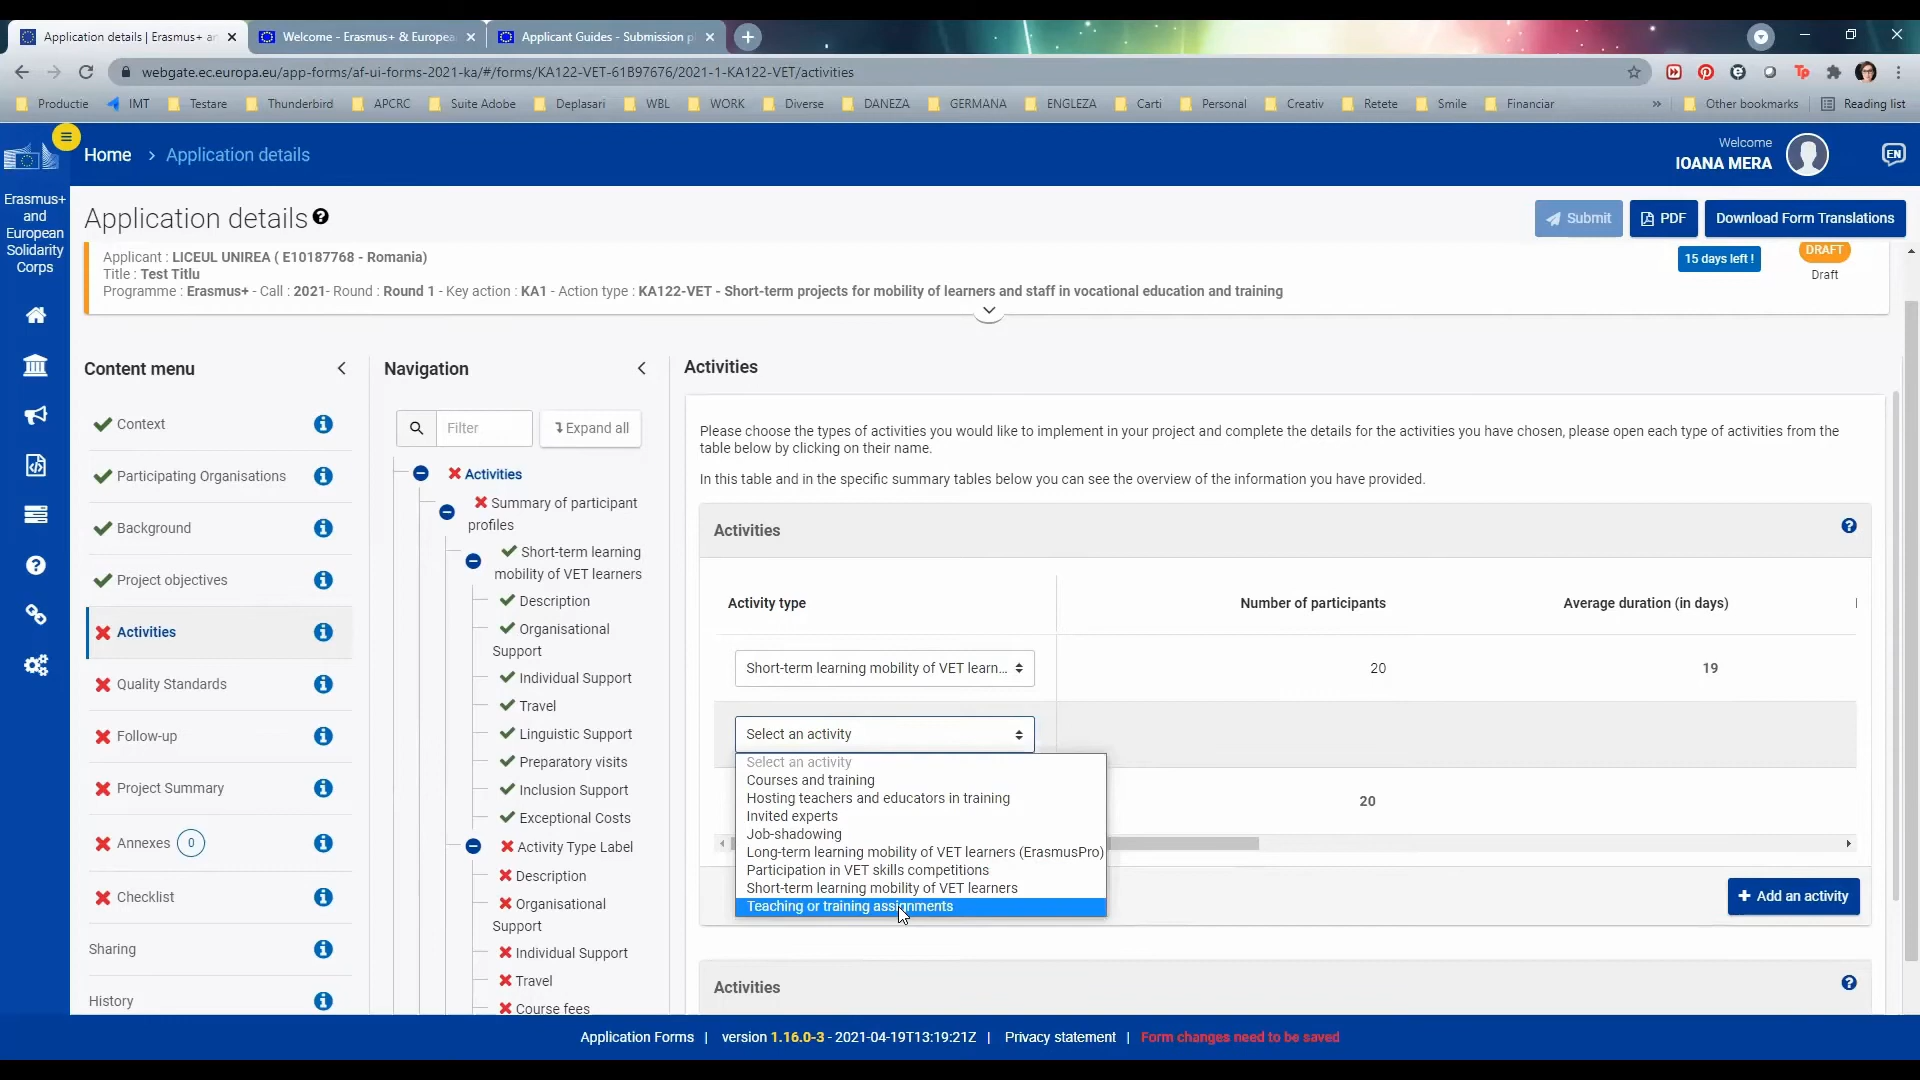 Application details | Erasmus+ an
Welcome - Erasmus+ & Europea
Applicant Guides - Submission p
webgate.ec.europa.eu/app-forms/af-ui-forms-2021-ka/#/forms/KA122-VET-61B97676/2021-1-KA122-VET/activities
Productie IMT Testare Thunderbird APCRC Suite Adobe Deplasari WBL WORK Diverse DANEZA GERMANA ENGLEZA Carti Personal Creativ Retete Smile Financiar » Other bookmarks Reading list
Home > Application details
Welcome
IOANA MERA
EN
Erasmus+
and
European
Solidarity
Corps
Application details
Submit PDF Download Form Translations
Applicant : LICEUL UNIREA ( E10187768 - Romania)
Title : Test Titlu
Programme : Erasmus+ - Call : 2021- Round : Round 1 - Key action : KA1 - Action type : KA122-VET - Short-term projects for mobility of learners and staff in vocational education and training
15 days left !
DRAFT
Draft
Content menu
Context
Participating Organisations
Background
Project objectives
Activities
Quality Standards
Follow-up
Project Summary
Annexes 0
Checklist
Sharing
History
Navigation
Filter
Expand all
Activities
Summary of participant
profiles
Short-term learning
mobility of VET learners
Description
Organisational
Support
Individual Support
Travel
Linguistic Support
Preparatory visits
Inclusion Support
Exceptional Costs
Activity Type Label
Description
Organisational
Support
Individual Support
Travel
Course fees
Activities
Please choose the types of activities you would like to implement in your project and complete the details for the activities you have chosen, please open each type of activities from the
table below by clicking on their name.
In this table and in the specific summary tables below you can see the overview of the information you have provided.
Activities
Activity type Number of participants Average duration (in days)
Short-term learning mobility of VET learn... 20 19
Select an activity
Select an activity
Courses and training
Hosting teachers and educators in training
Invited experts
Job-shadowing
Long-term learning mobility of VET learners (ErasmusPro)
Participation in VET skills competitions
Short-term learning mobility of VET learners
Teaching or training assignments
20
+ Add an activity
Activities
Application Forms | version 1.16.0-3 - 2021-04-19T13:19:21Z | Privacy statement | Form changes need to be saved